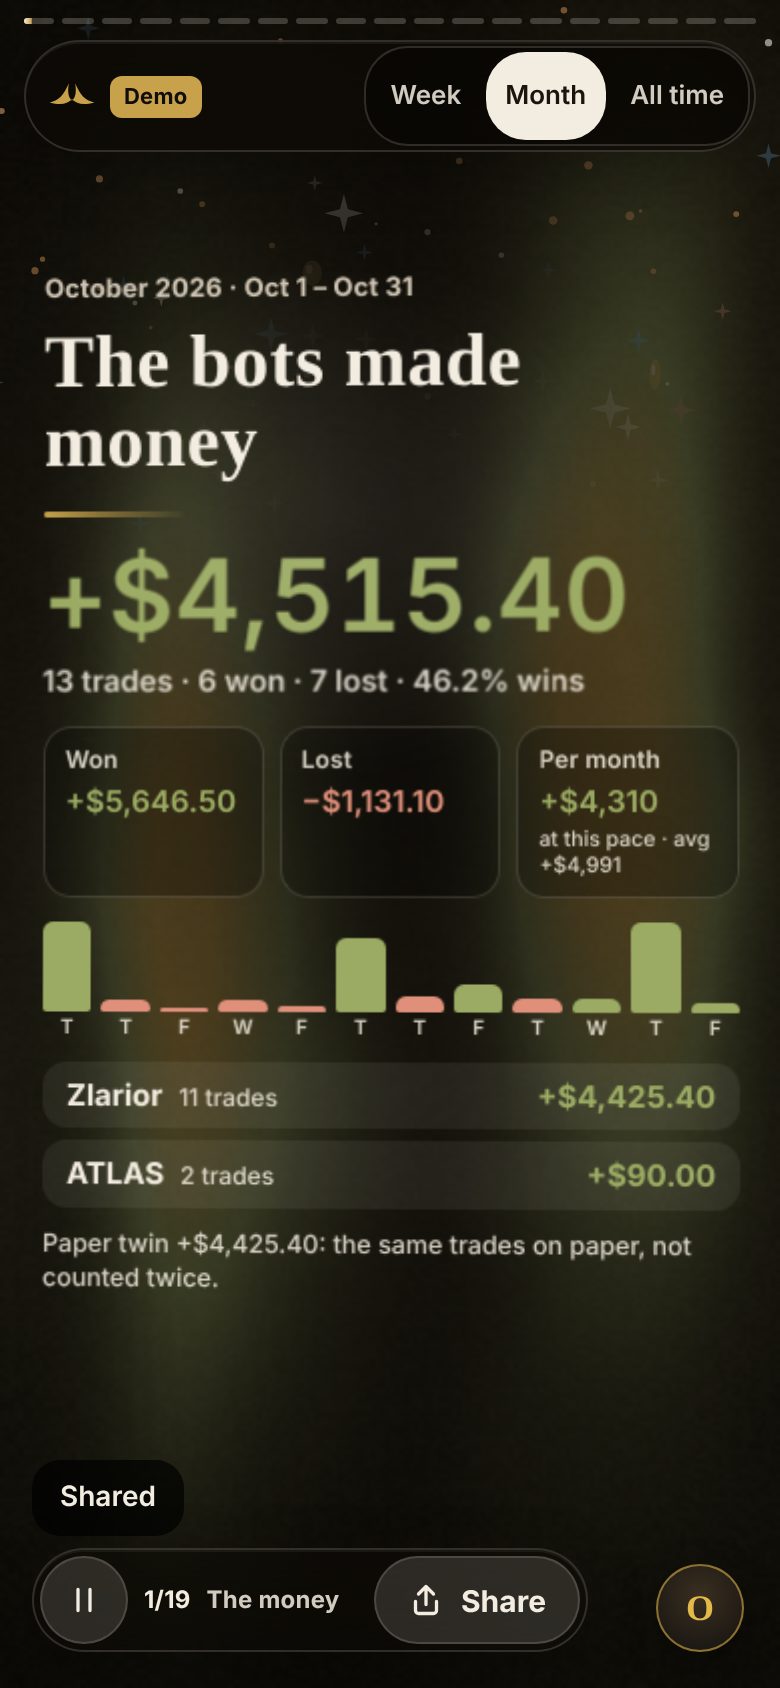 Demo
Week Month All time
October 2026 · Oct 1 – Oct 31
The bots made
money
+$4,515.40
13 trades · 6 won · 7 lost · 46.2% wins
Won Lost Per month
+$5,646.50 −$1,131.10 +$4,310
at this pace · avg
+$4,991
T T F W F T T F T W T F
Zlarior 11 trades +$4,425.40
ATLAS 2 trades +$90.00
Paper twin +$4,425.40: the same trades on paper, not
counted twice.
Shared
1/19 The money Share
O